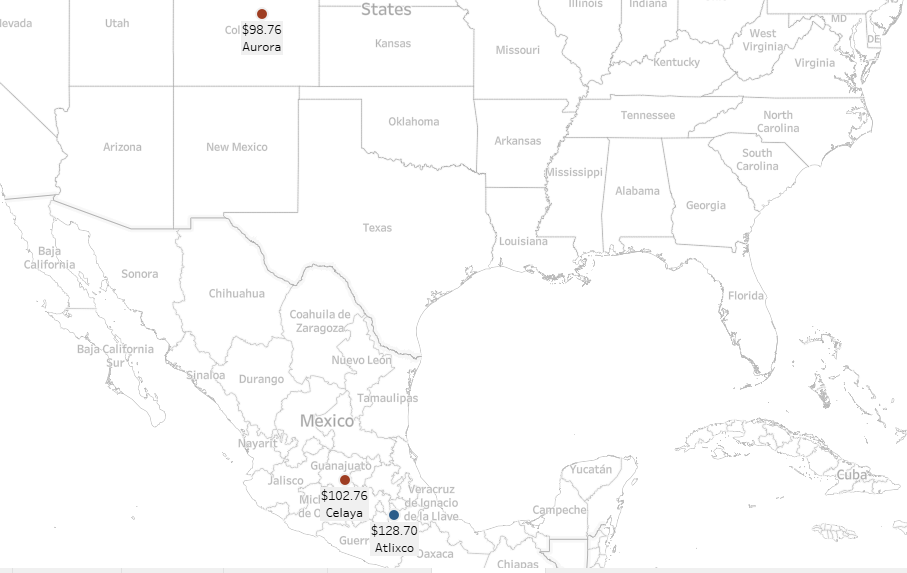 States
Illinois
Indiana
MD
Utah
$98.76
Aurora
Kansas
Missouri
West
Virginia
DE
Kentucky
Virginia
Arizona
New Mexico
Oklahoma
Arkansas
Tennessee
North
Carolina
Mississippi
Alabama
Georgia
South
Carolina
Texas
Louisiana
Florida
Baja
California
Sonora
Chihuahua
Coahuila de
Zaragoza
Baja California
Sur
Sinaloa
Durango
Nuevo León
Tamaulipas
Mexico
Nayarit
Guanajuato
Jalisco
$102.76
Celaya
Veracruz
de Ignacio
de la Llave
$128.70
Atlixco
Yucatán
Campeche
Cuba
Chiapas